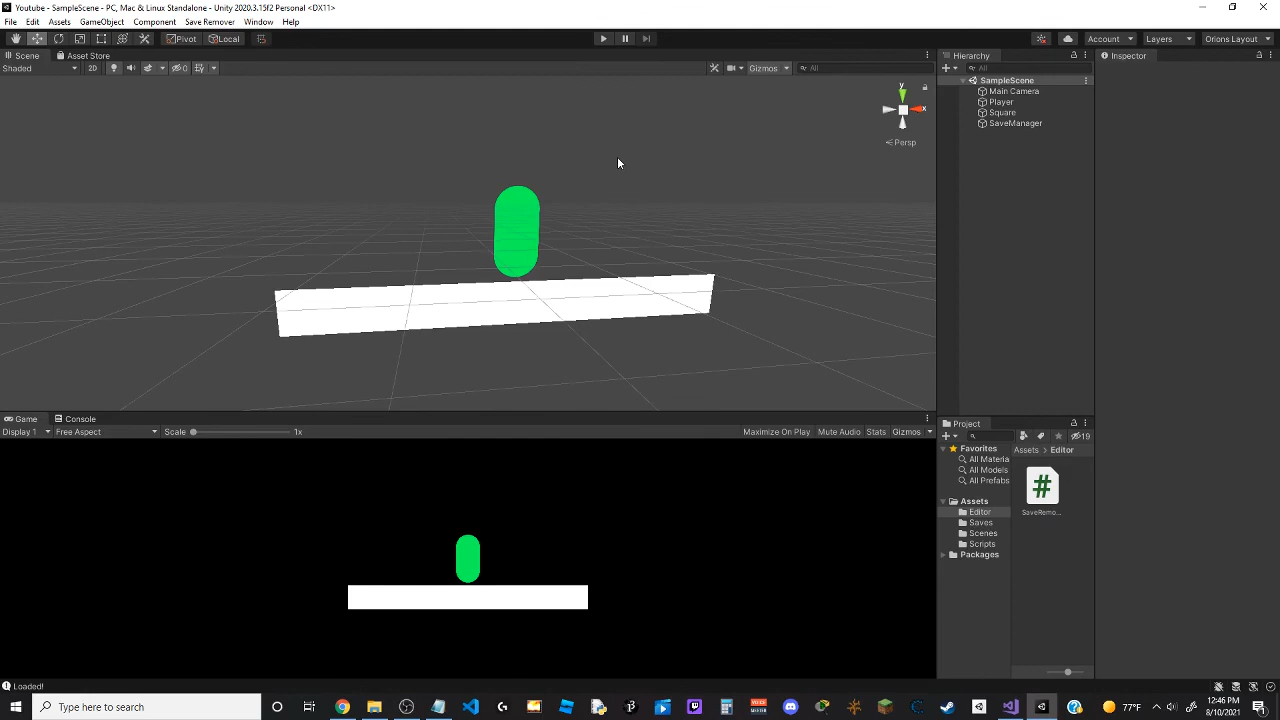 Youtube - SampleScene - PC, Mac & Linux Standalone - Unity 2020.3.15f2 Personal <DX11>
File Edit Assets GameObject Component Save Remover Window Help
Pivot Local Account Layers Orions Layout
Scene Asset Store Hierarchy Inspector
Shaded 2D 0 Gizmos All All
SampleScene
Main Camera
Player
Square
SaveManager
y
x
Persp
Game Console Project
Display 1 Free Aspect Scale 1x Maximize On Play Mute Audio Stats Gizmos 19
Favorites
All Materia
All Models
All Prefabs
Assets > Editor
Assets
Editor
Saves
Scenes
Scripts
Packages
#
SaveRemo...
Loaded!
Type here to search
77°F
12:46 PM
8/10/2021